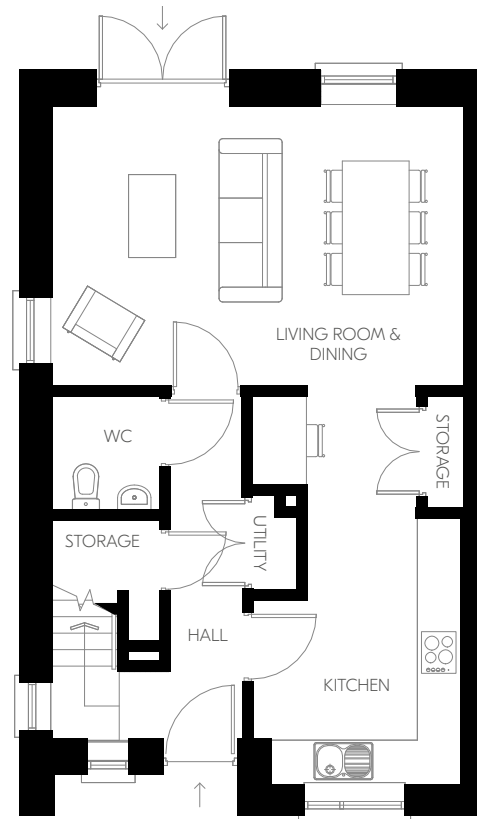 LIVING ROOM &
DINING
WC
STORAGE
STORAGE
UTILITY
HALL
KITCHEN